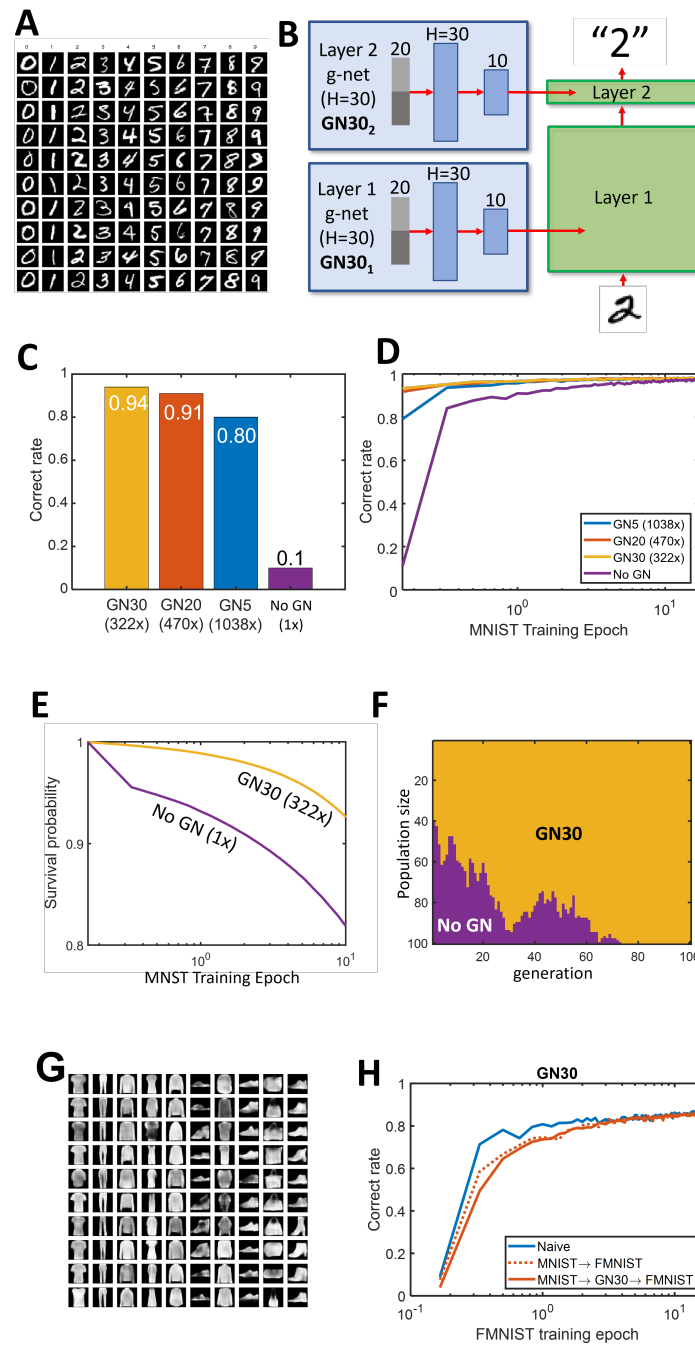 A
0 1 2 3 4 5 6 7 8 9
B
Layer 2
g-net
(H=30)
GN30₂
20
H=30
10
Layer 1
g-net
(H=30)
GN30₁
20
H=30
10
“2”
Layer 2
Layer 1
2
C
Correct rate
1
0.8
0.6
0.4
0.2
0
0.94
0.91
0.80
0.1
GN30
(322x)
GN20
(470x)
GN5
(1038x)
No GN
(1x)
D
Correct rate
1
0.8
0.6
0.4
0.2
0
GN5 (1038x)
GN20 (470x)
GN30 (322x)
No GN
10⁰
10¹
MNIST Training Epoch
E
Survival probability
1
0.9
0.8
GN30 (322x)
No GN (1x)
10⁰
10¹
MNST Training Epoch
F
Population size
20
40
60
80
100
GN30
No GN
20 40 60 80 100
generation
G
H
GN30
Correct rate
1
0.8
0.6
0.4
0.2
0
Naive
MNIST→ FMNIST
MNIST→ GN30→ FMNIST
10⁻¹
10⁰
10¹
FMNIST training epoch